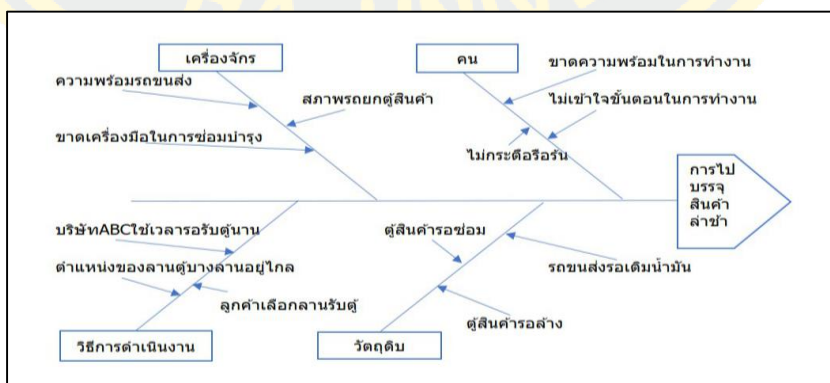 เครื่องจักร
คน
ขาดความพร้อมในการทำงาน
ความพร้อมรถขนส่ง
สภาพรถยกตู้สินค้า
ไม่เข้าใจขั้นตอนในการทำงาน
ขาดเครื่องมือในการซ่อมบำรุง
ไม่กระตือรือร้น
การไป
บรรจุ
สินค้า
ล่าช้า
บริษัทABCใช้เวลารอรับตู้นาน
ตู้สินค้ารอซ่อม
ตำแหน่งของลานตู้บางลานอยู่ไกล
รถขนส่งรอเติมน้ำมัน
ลูกค้าเลือกลานรับตู้
ตู้สินค้ารอล้าง
วิธีการดำเนินงาน
วัตถุดิบ